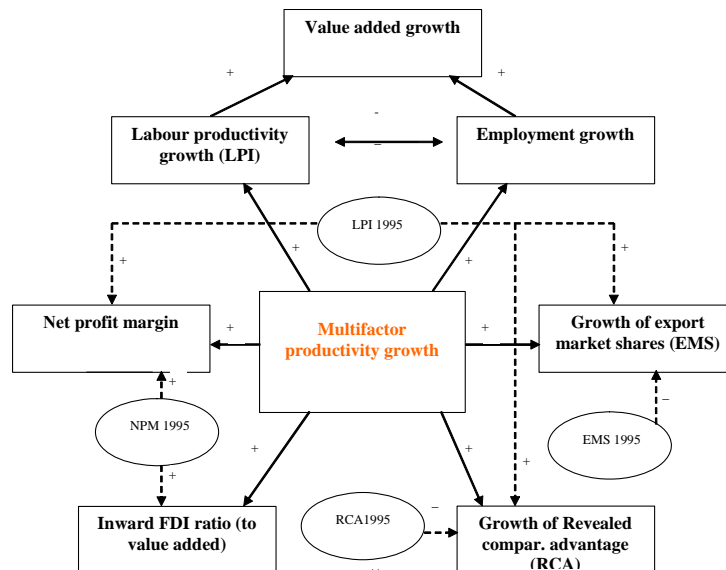 Value added growth
+
+
Labour productivity
growth (LPI)
-
–
Employment growth
LPI 1995
+
+
+
+
Net profit margin
+
Multifactor
productivity growth
+
Growth of export
market shares (EMS)
+
–
NPM 1995
EMS 1995
+
+
+
+
RCA1995
–
Inward FDI ratio (to
value added)
Growth of Revealed
compar. advantage
(RCA)